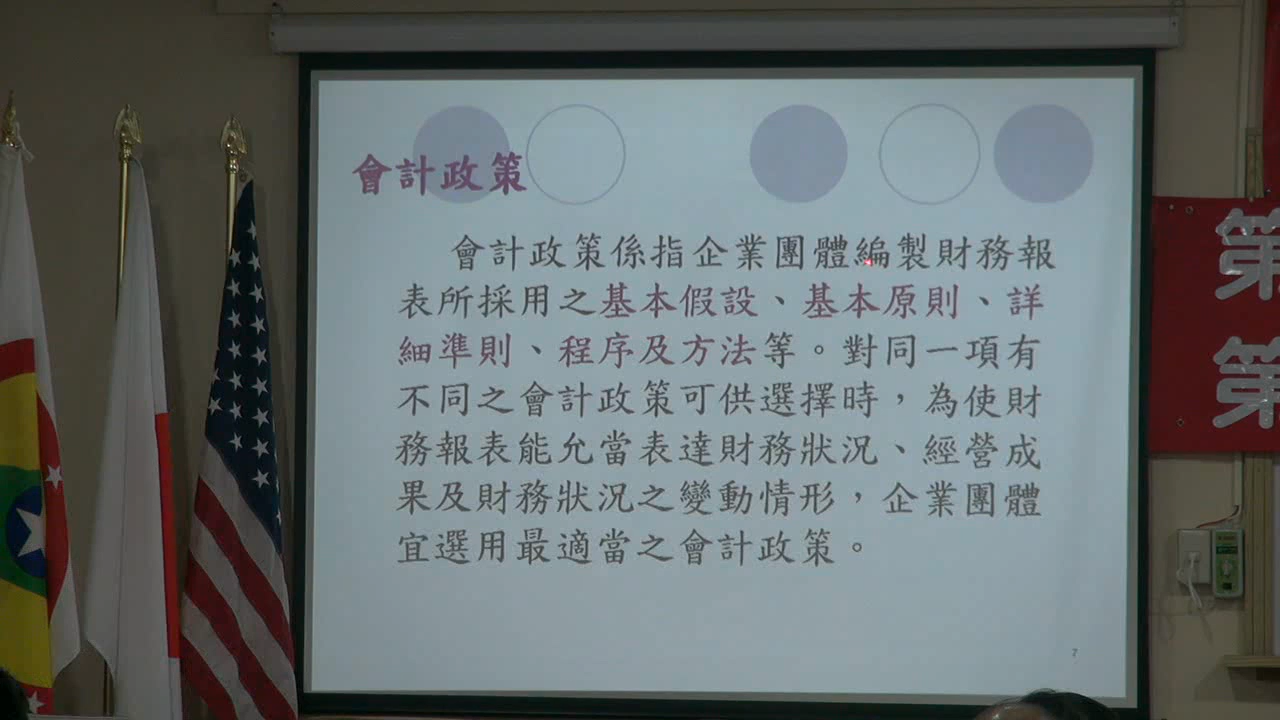 會計政策
會計政策係指企業團體編製財務報
表所採用之基本假設、基本原則、詳
細準則、程序及方法等。對同一項有
不同之會計政策可供選擇時，為使財
務報表能允當表達財務狀況、經營成
果及財務狀況之變動情形，企業團體
宜選用最適當之會計政策。
7
第
第